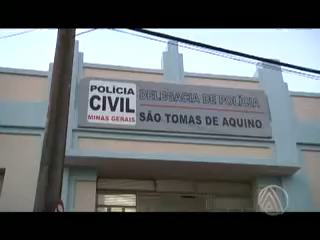 POLÍCIA
CIVIL
MINAS GERAIS
DELEGACIA DE POLÍCIA
SÃO TOMAS DE AQUINO